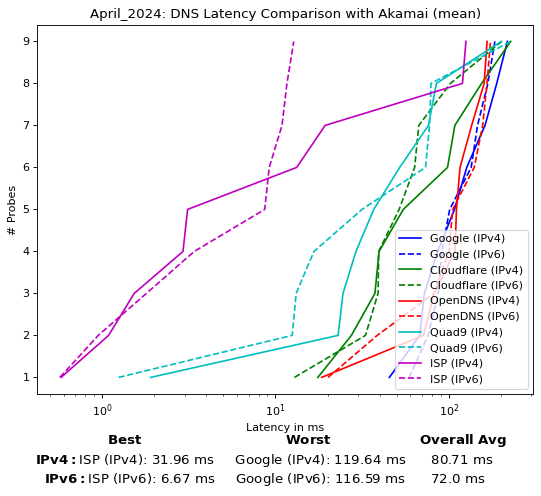 April_2024: DNS Latency Comparison with Akamai (mean)
9
8
7
6
5
4
3
2
1
# Probes
Google (IPv4)
Google (IPv6)
Cloudflare (IPv4)
Cloudflare (IPv6)
OpenDNS (IPv4)
OpenDNS (IPv6)
Quad9 (IPv4)
Quad9 (IPv6)
ISP (IPv4)
ISP (IPv6)
10⁰ 10¹ 10²
Latency in ms
Best Worst Overall Avg
IPv4: ISP (IPv4): 31.96 ms Google (IPv4): 119.64 ms 80.71 ms
IPv6: ISP (IPv6): 6.67 ms Google (IPv6): 116.59 ms 72.0 ms